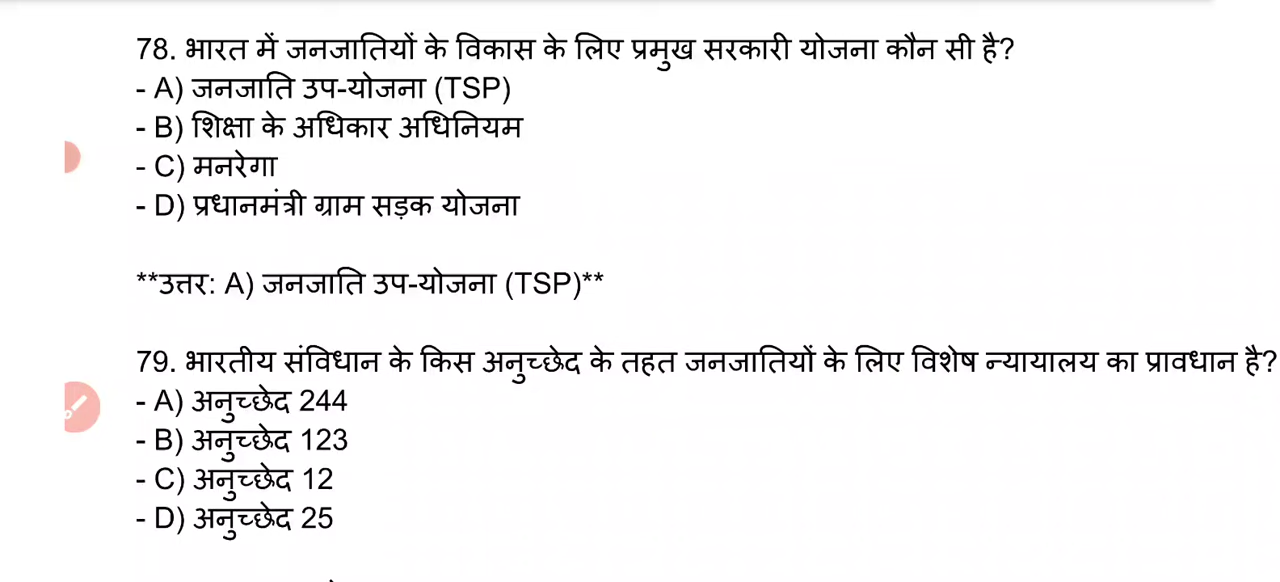 78. भारत में जनजातियों के विकास के लिए प्रमुख सरकारी योजना कौन सी है?
- A) जनजाति उप-योजना (TSP)
- B) शिक्षा के अधिकार अधिनियम
- C) मनरेगा
- D) प्रधानमंत्री ग्राम सड़क योजना
**उत्तर: A) जनजाति उप-योजना (TSP)**
79. भारतीय संविधान के किस अनुच्छेद के तहत जनजातियों के लिए विशेष न्यायालय का प्रावधान है?
- A) अनुच्छेद 244
- B) अनुच्छेद 123
- C) अनुच्छेद 12
- D) अनुच्छेद 25